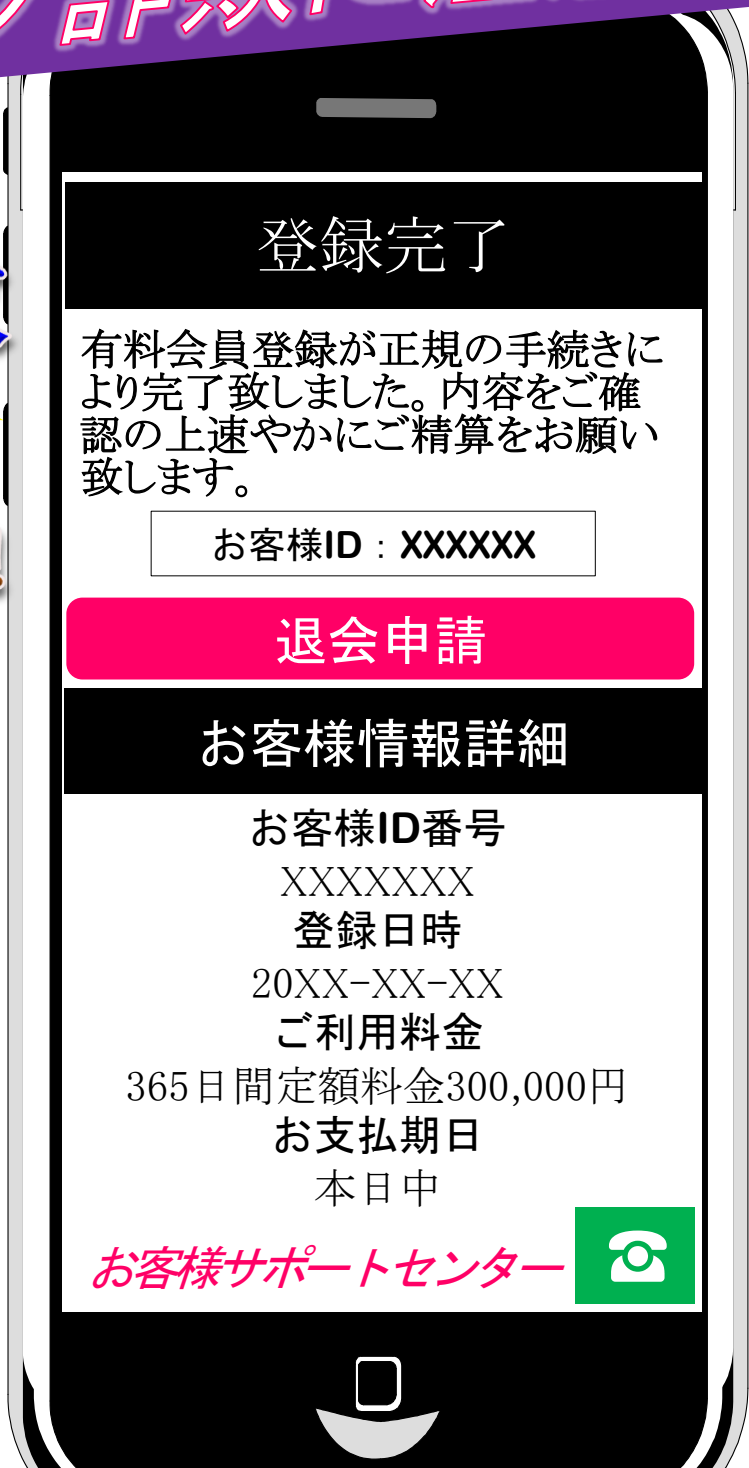 登録完了
有料会員登録が正規の手続きに
より完了致しました。内容をご確
認の上速やかにご精算をお願い
致します。
お客様ID：XXXXXX
退会申請
お客様情報詳細
お客様ID番号
XXXXXXX
登録日時
20XX-XX-XX
ご利用料金
365日間定額料金300,000円
お支払期日
本日中
お客様サポートセンター